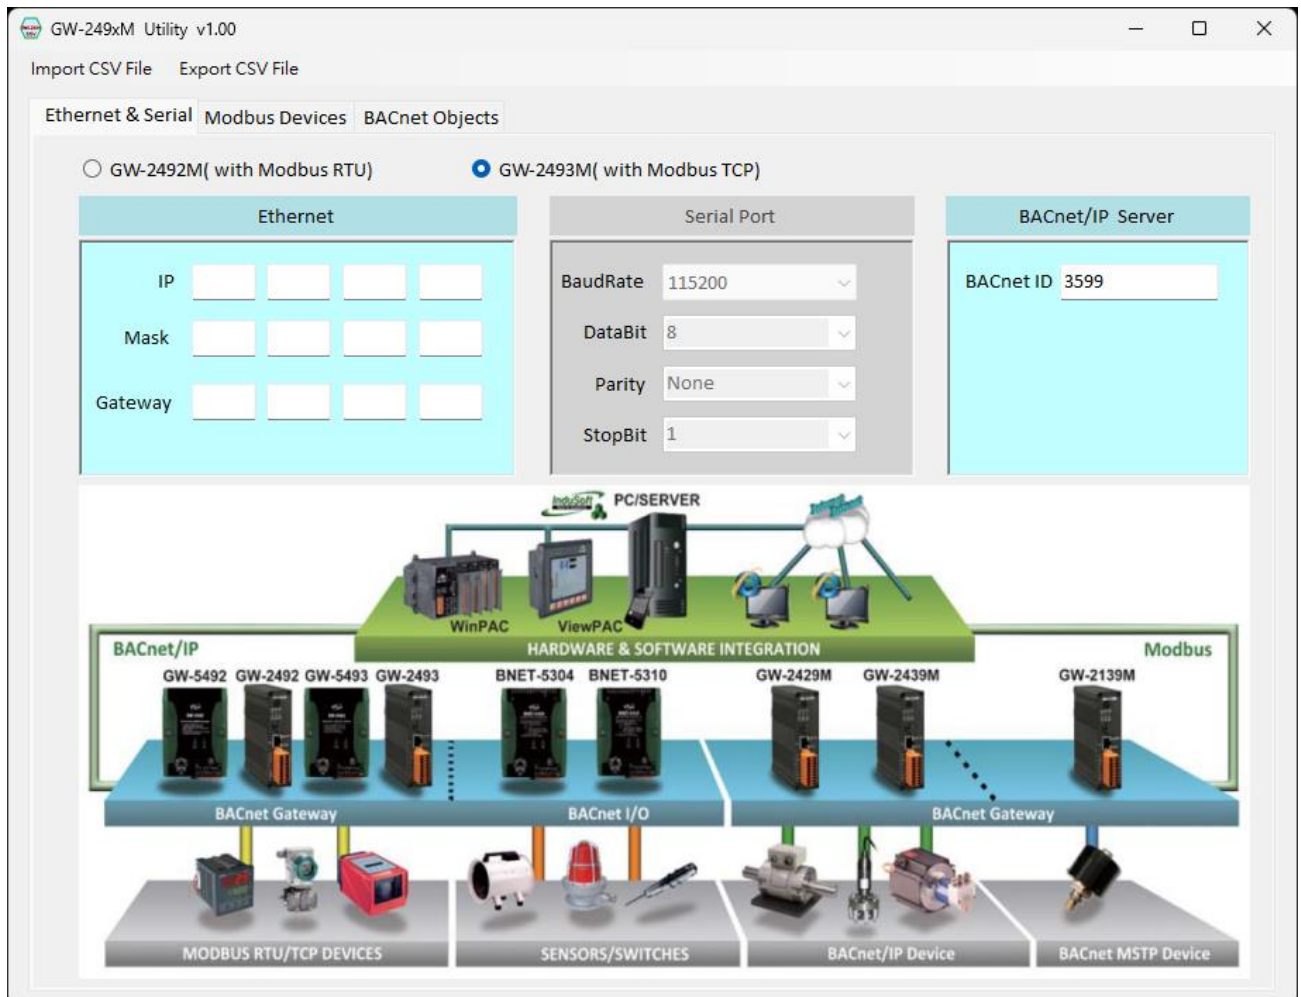 GW-249xM Utility v1.00
Import CSV File Export CSV File
Ethernet & Serial Modbus Devices BACnet Objects
GW-2492M( with Modbus RTU) GW-2493M( with Modbus TCP)
Ethernet Serial Port BACnet/IP Server
IP BaudRate 115200 BACnet ID 3599
Mask DataBit 8
Parity None
Gateway
StopBit 1
InduSoft PC/SERVER
WinPAC ViewPAC
BACnet/IP HARDWARE & SOFTWARE INTEGRATION Modbus
GW-5492 GW-2492 GW-5493 GW-2493 BNET-5304 BNET-5310 GW-2429M GW-2439M GW-2139M
BACnet Gateway BACnet I/O BACnet Gateway
MODBUS RTU/TCP DEVICES SENSORS/SWITCHES BACnet/IP Device BACnet MSTP Device